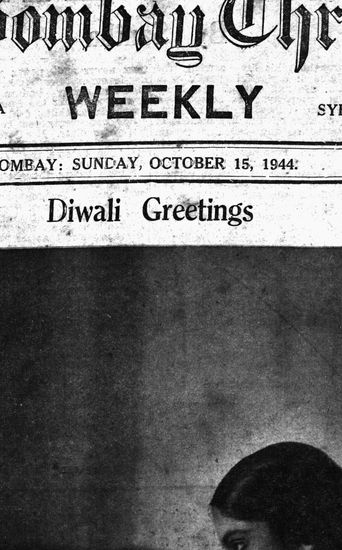 ombay Chr
WEEKLY
OMBAY: SUNDAY, OCTOBER 15, 1944.
Diwali Greetings